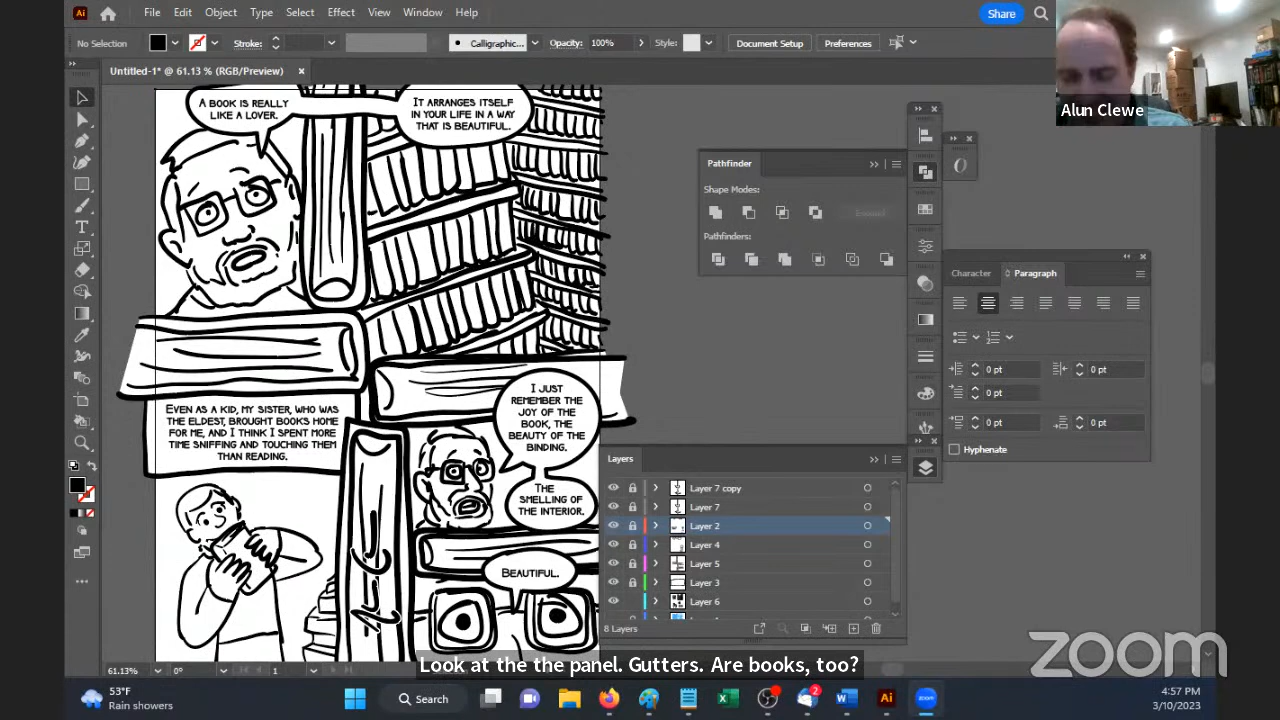 Ai File Edit Object Type Select Effect View Window Help Share
No Selection Stroke: Calligraphic... Opacity: 100% Style: Document Setup Preferences
Untitled-1* @ 61.13 % (RGB/Preview)
Alun Clewe
A BOOK IS REALLY
LIKE A LOVER.
IT ARRANGES ITSELF
IN YOUR LIFE IN A WAY
THAT IS BEAUTIFUL.
EVEN AS A KID, MY SISTER, WHO WAS
THE ELDEST, BROUGHT BOOKS HOME
FOR ME, AND I THINK I SPENT MORE
TIME SNIFFING AND TOUCHING THEM
THAN READING.
I JUST
REMEMBER THE
JOY OF THE
BOOK, THE
BEAUTY OF THE
BINDING.
THE
SMELLING OF
THE INTERIOR.
BEAUTIFUL.
Pathfinder
Shape Modes:
Expand
Pathfinders:
Character Paragraph
0 pt 0 pt
0 pt
0 pt 0 pt
Hyphenate
Layers
Layer 7 copy
Layer 7
Layer 2
Layer 4
Layer 5
Layer 3
Layer 6
8 Layers
61.13% 0° 1
Look at the the panel. Gutters. Are books, too?
zoom
53°F
Rain showers
Search
2
4:57 PM
3/10/2023